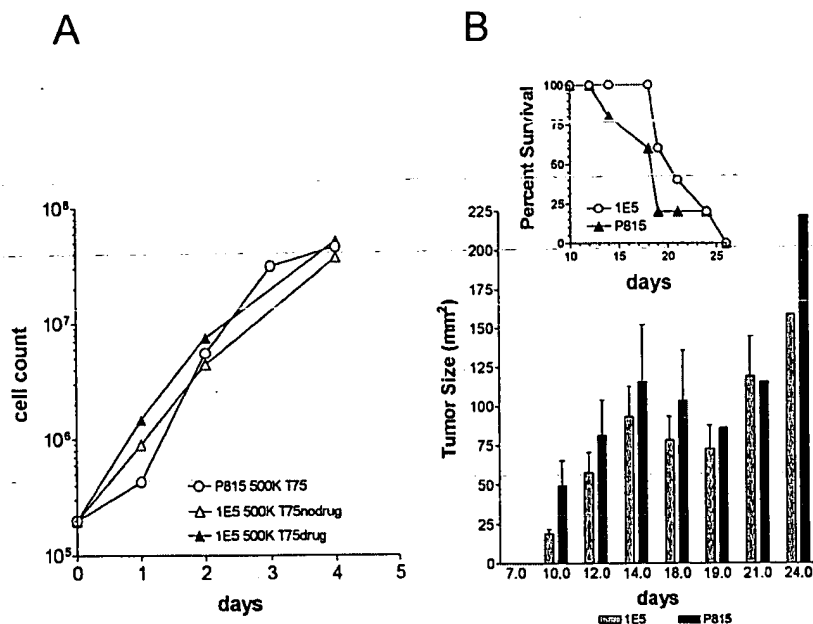 A
B
Percent Survival
100
75
50
25
0
1E5
P815
10
15
20
25
days
cell count
10⁸
10⁷
10⁶
10⁵
P815 500K T75
1E5 500K T75nodrug
1E5 500K T75drug
0
1
2
3
4
5
days
Tumor Size (mm²)
225
200
175
150
125
100
75
50
25
0
7.0
10.0
12.0
14.0
18.0
19.0
21.0
24.0
days
1E5
P815